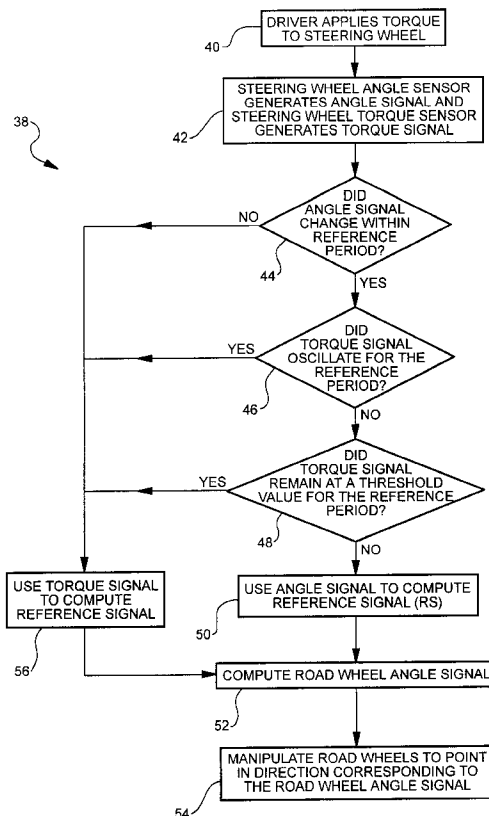 DRIVER APPLIES TORQUE
TO STEERING WHEEL
40
STEERING WHEEL ANGLE SENSOR
GENERATES ANGLE SIGNAL AND
STEERING WHEEL TORQUE SENSOR
GENERATES TORQUE SIGNAL
42
38
DID
ANGLE SIGNAL
CHANGE WITHIN
REFERENCE
PERIOD?
NO
44
YES
DID
TORQUE SIGNAL
OSCILLATE FOR THE
REFERENCE
PERIOD?
YES
46
NO
DID
TORQUE SIGNAL
REMAIN AT A THRESHOLD
VALUE FOR THE REFERENCE
PERIOD?
YES
48
NO
USE TORQUE SIGNAL
TO COMPUTE
REFERENCE SIGNAL
56
USE ANGLE SIGNAL TO COMPUTE
REFERENCE SIGNAL (RS)
50
COMPUTE ROAD WHEEL ANGLE SIGNAL
52
MANIPULATE ROAD WHEELS TO POINT
IN DIRECTION CORRESPONDING TO
THE ROAD WHEEL ANGLE SIGNAL
54